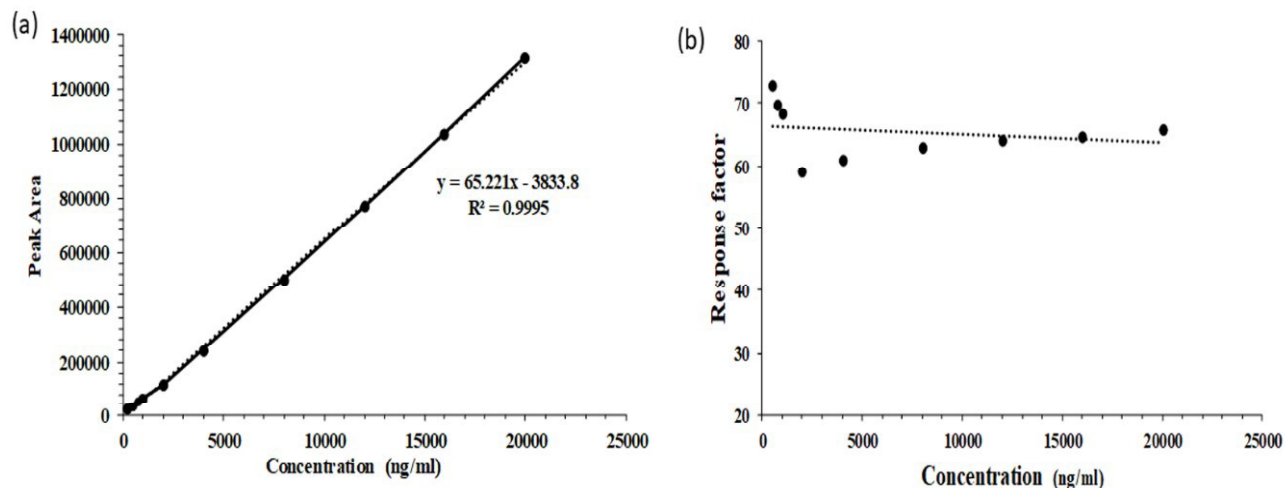 (a)
1400000
1200000
1000000
800000
600000
400000
200000
0
Peak Area
y = 65.221x - 3833.8
R² = 0.9995
0 5000 10000 15000 20000 25000
Concentration (ng/ml)
(b)
80
70
60
50
40
30
20
Response factor
0 5000 10000 15000 20000 25000
Concentration (ng/ml)